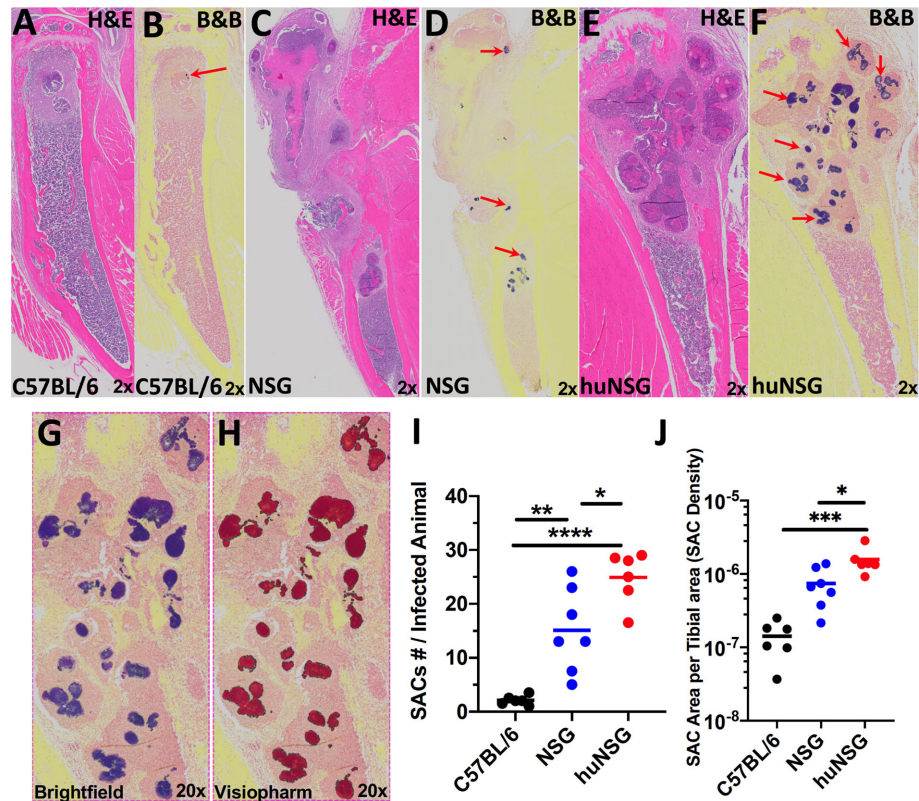 A H&E
B B&B
C H&E
D B&B
E H&E
F B&B
C57BL/6 2x
C57BL/6 2x
NSG 2x
NSG 2x
huNSG 2x
huNSG 2x
G
H
Brightfield 20x
Visiopharm 20x
I
SACs # / Infected Animal
40
30
20
10
0
**
*
****
C57BL/6
NSG
huNSG
J
SAC Area per Tibial area (SAC Density)
10-5
10-6
10-7
10-8
*
***
C57BL/6
NSG
huNSG